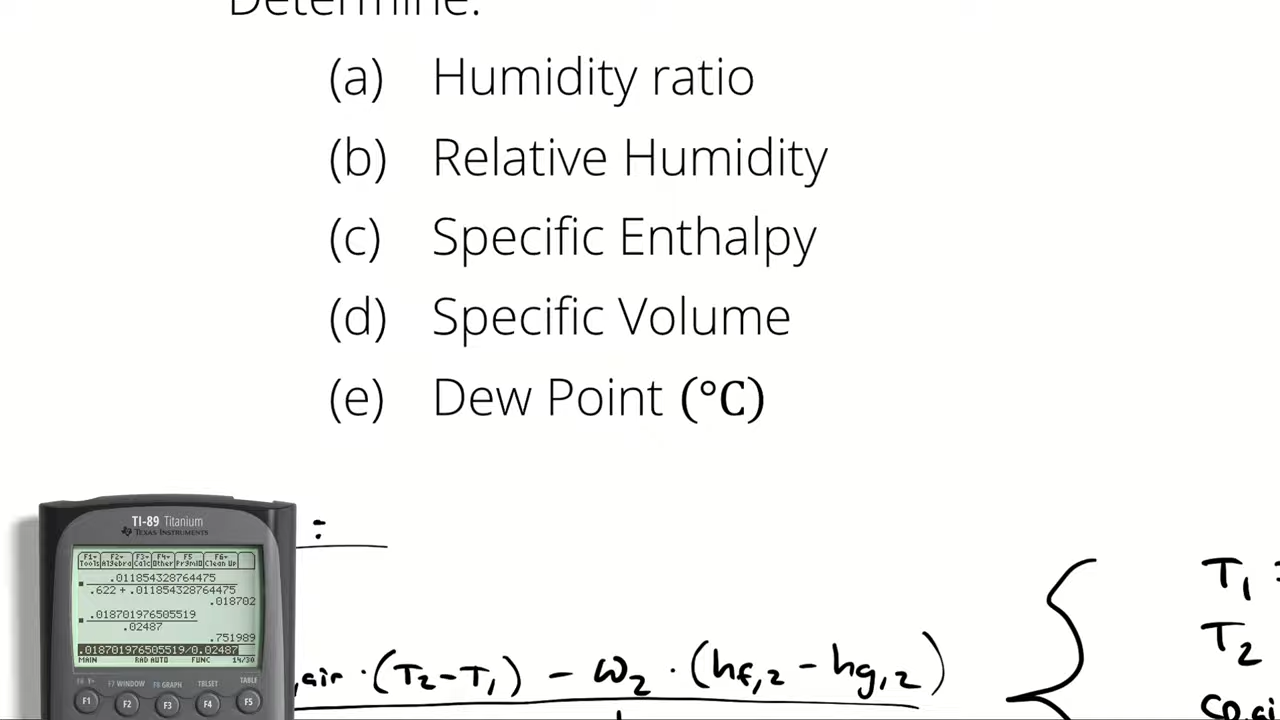 Determine:
(a) Humidity ratio
(b) Relative Humidity
(c) Specific Enthalpy
(d) Specific Volume
(e) Dew Point (°C)
:
TI-89 Titanium
TEXAS INSTRUMENTS
F1 F2 F3 F4 F5 F6
Tools Algebra Calc Other PrgmIO Clean Up
.011854328764475
.622 + .011854328764475
.018702
.018701976505519
.02487
.751989
.018701976505519/0.02487
MAIN RAD AUTO FUNC 14/30
F6 Y= F7 WINDOW F8 GRAPH TBLSET TABLE
F1 F2 F3 F4 F5
,air · (T₂ − T₁) − ω₂ · (hf,2 − hg,2)
T₁ =
T₂